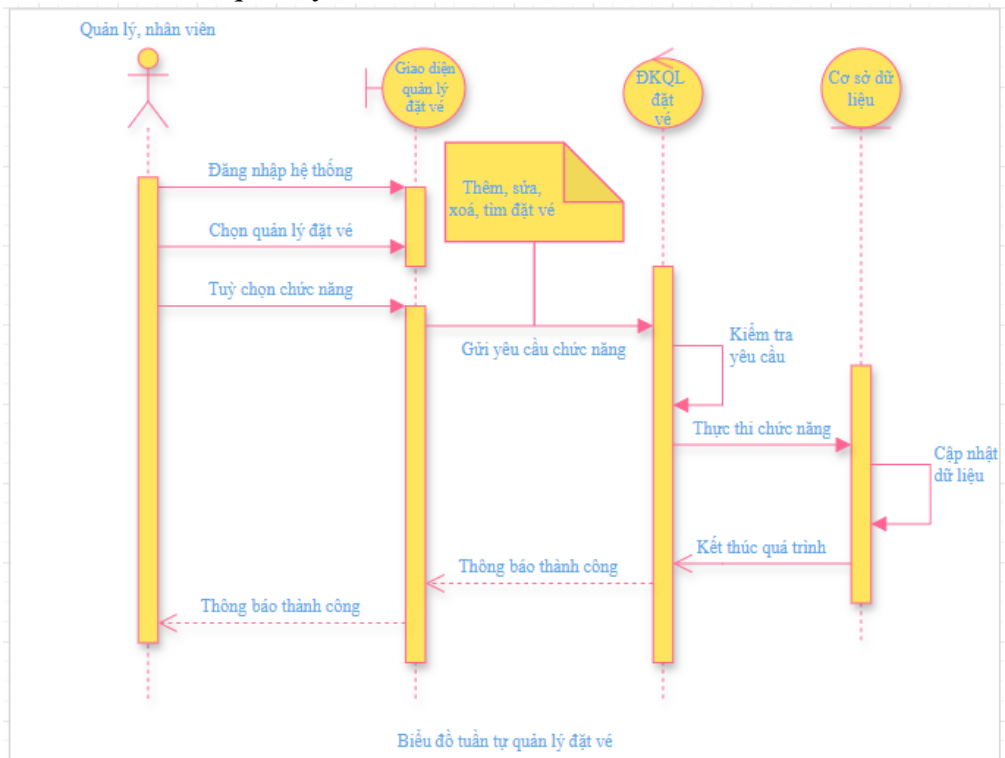 Quản lý, nhân viên
Giao diện
quản lý
đặt vé
ĐKQL
đặt
vé
Cơ sở dữ
liệu
Đăng nhập hệ thống
Thêm, sửa,
xoá, tìm đặt vé
Chọn quản lý đặt vé
Tuỳ chọn chức năng
Gửi yêu cầu chức năng
Kiểm tra
yêu cầu
Thực thi chức năng
Cập nhật
dữ liệu
Kết thúc quá trình
Thông báo thành công
Thông báo thành công
Biểu đồ tuần tự quản lý đặt vé